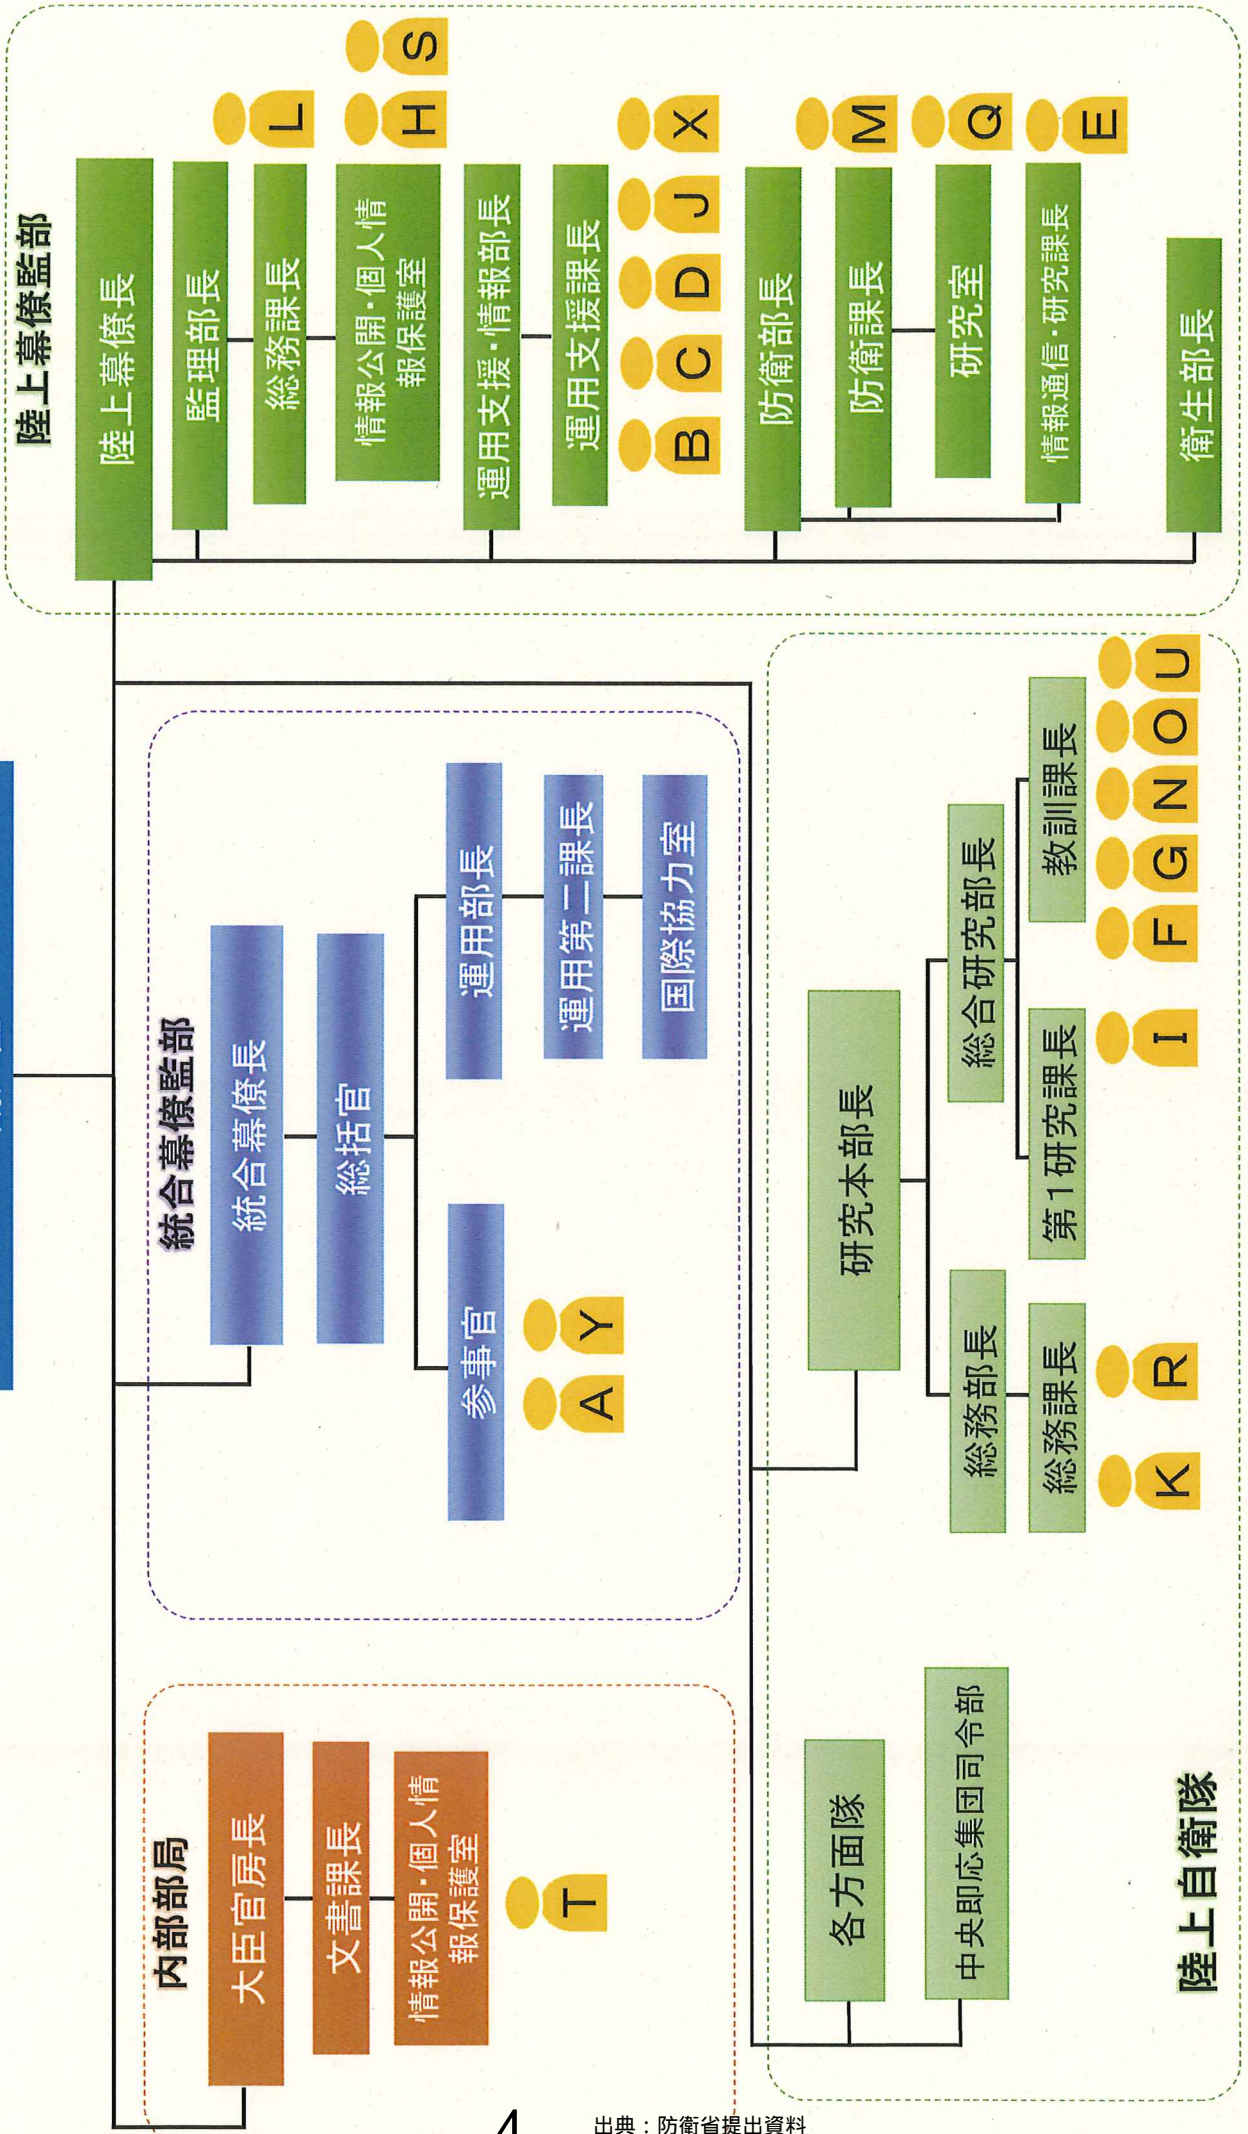 内部部局
大臣官房長
文書課長
情報公開・個人情
報保護室
T
統合幕僚監部
統合幕僚長
総括官
参事官
A
Y
運用部長
運用第二課長
国際協力室
陸上幕僚監部
陸上幕僚長
監理部長
総務課長
L
情報公開・個人情
報保護室
H
S
運用支援・情報部長
運用支援課長
B
C
D
J
X
防衛部長
防衛課長
M
研究室
Q
情報通信・研究課長
E
衛生部長
陸上自衛隊
各方面隊
中央即応集団司令部
研究本部長
総務部長
総務課長
K
R
総合研究部長
第1研究課長
I
教訓課長
F
G
N
O
U
出典：防衛省提出資料